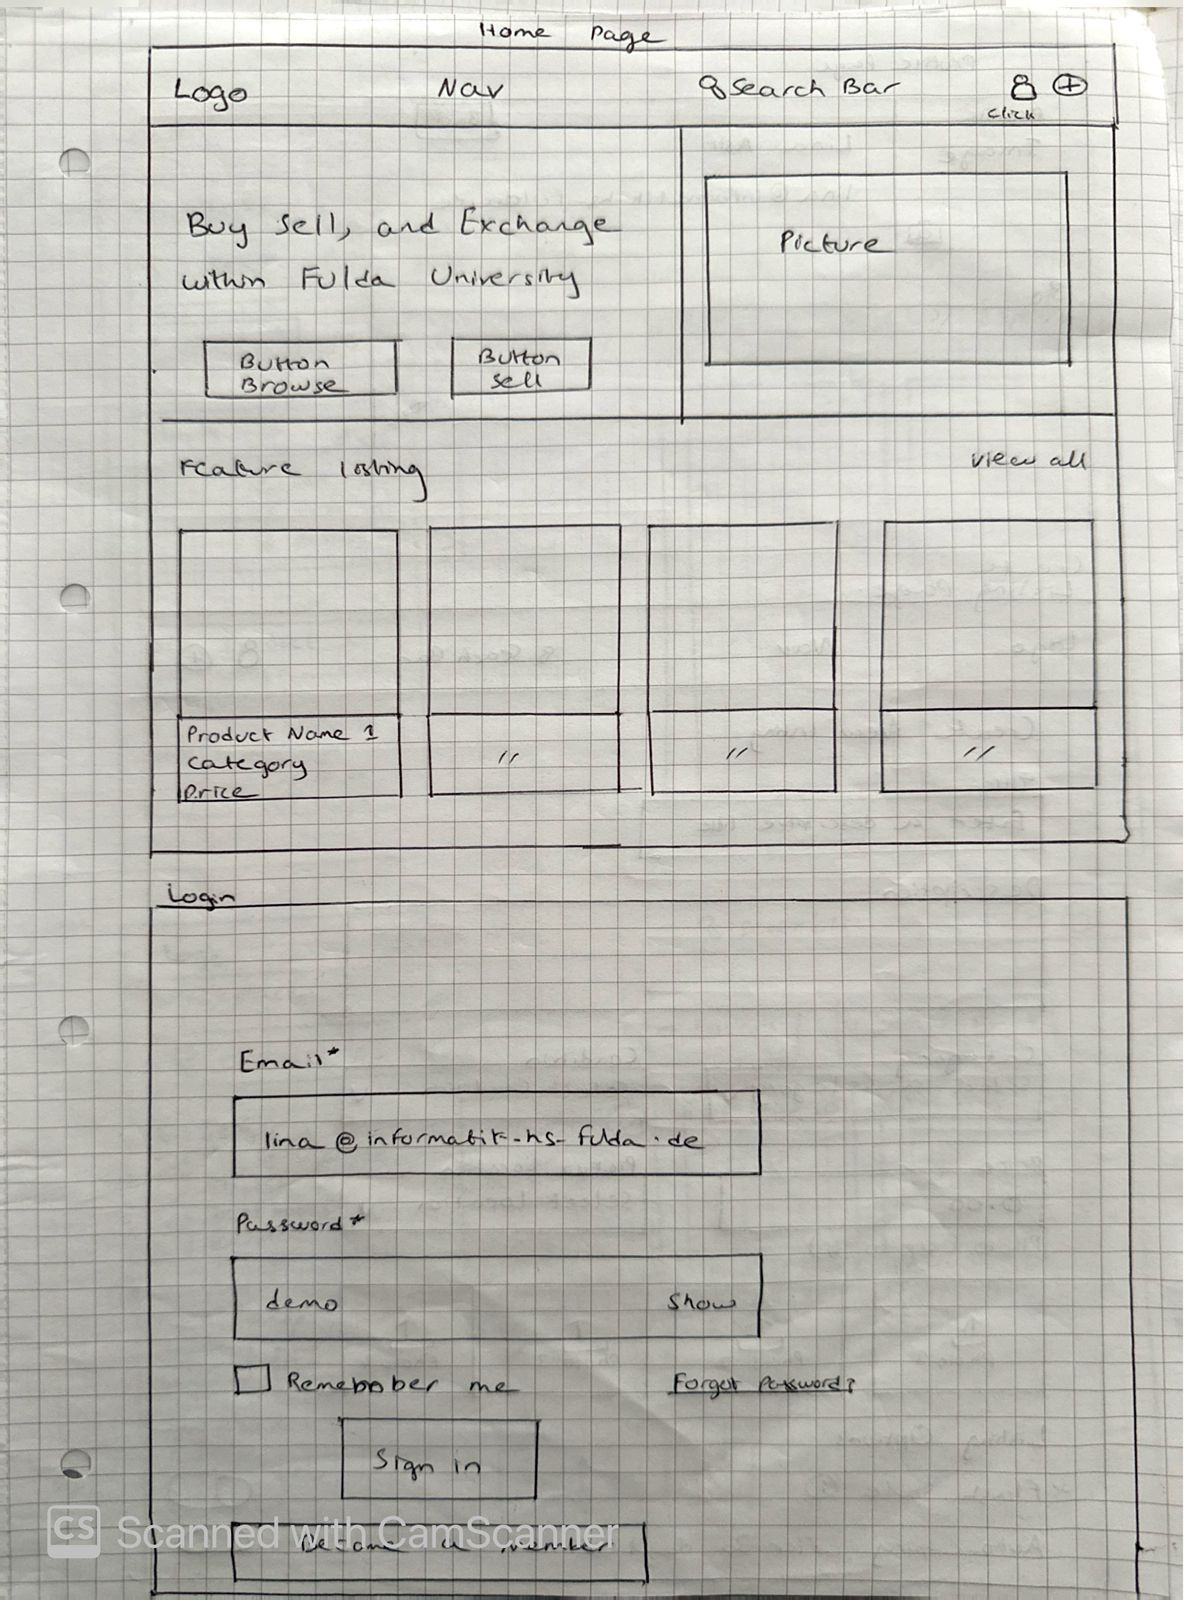 Home Page
Logo Nav Search Bar
click
Buy Sell, and Exchange
within Fulda University
Picture
Button
Browse
Button
Sell
Feature listing
view all
Product Name 1
category
price
"
"
"
Login
Email*
lina@informatik-hs-fulda.de
Password*
demo Show
Remember me Forgot Password?
Sign in
Become a member
CS Scanned with CamScanner